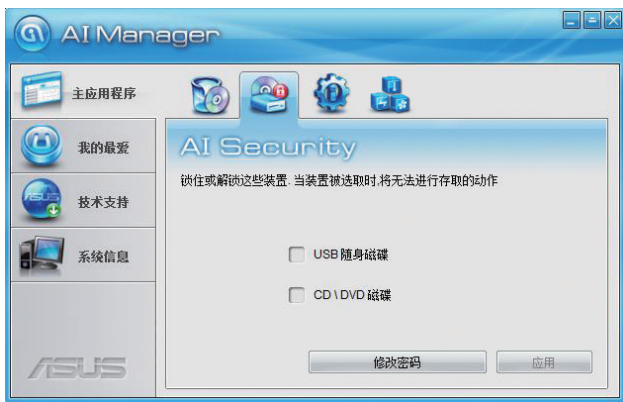 AI Manager
主应用程序
我的最爱
技术支持
系统信息
ASUS
AI Security
锁住或解锁这些装置. 当装置被选取时,将无法进行存取的动作
USB 随身磁碟
CD \ DVD 磁碟
修改密码
应用
/ISUS